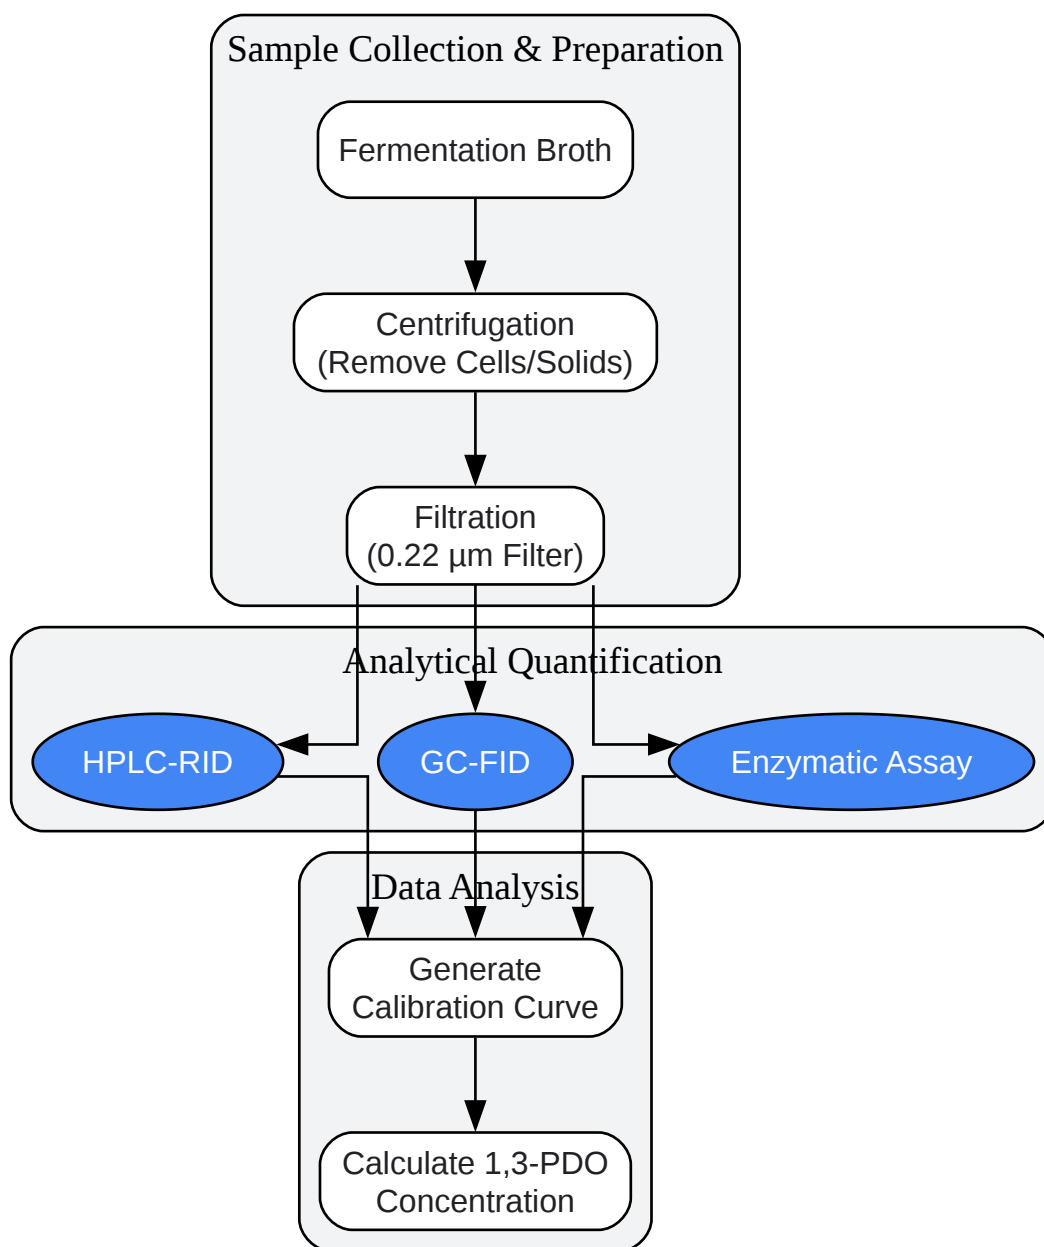 Sample Collection & Preparation
Fermentation Broth
Centrifugation
(Remove Cells/Solids)
Filtration
(0.22 µm Filter)
Analytical Quantification
HPLC-RID
GC-FID
Enzymatic Assay
Data Analysis
Generate
Calibration Curve
Calculate 1,3-PDO
Concentration